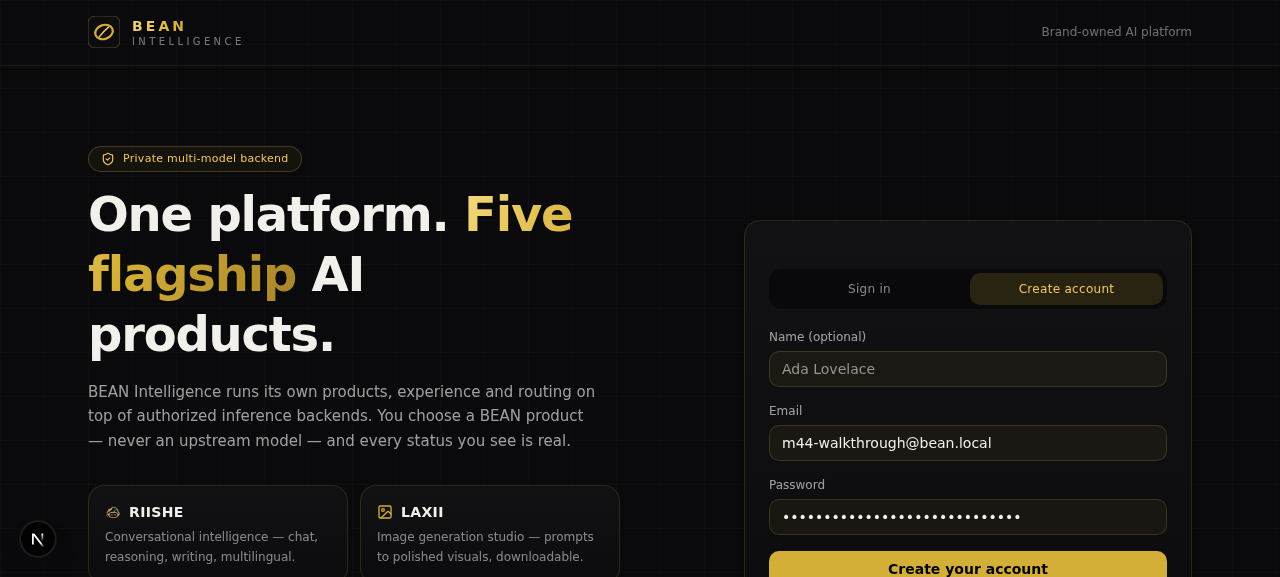 BEAN
INTELLIGENCE
Brand-owned AI platform
Private multi-model backend
One platform. Five
flagship AI
products.
BEAN Intelligence runs its own products, experience and routing on
top of authorized inference backends. You choose a BEAN product
— never an upstream model — and every status you see is real.
RIISHE
Conversational intelligence — chat,
reasoning, writing, multilingual.
LAXII
Image generation studio — prompts
to polished visuals, downloadable.
Sign in
Create account
Name (optional)
Ada Lovelace
Email
m44-walkthrough@bean.local
Password
•••••••••••••••••••••••••••••
Create your account
N